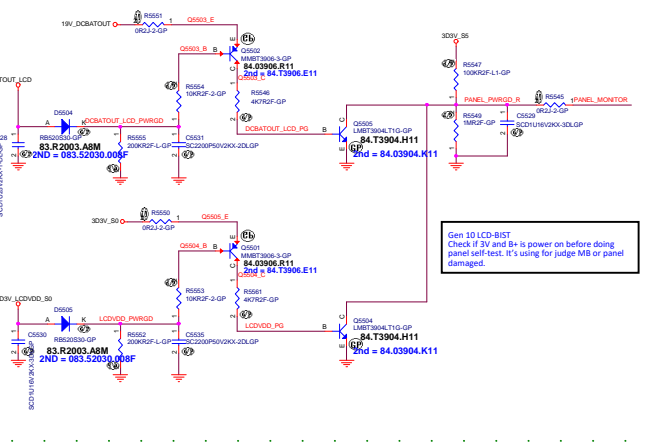 R5551
19V_DCBATOUT
1
2
Q5503_E
0R2J-2-GP
3D3V_S5
Q5503_B
B
E
C
Q5502
MMBT3906-3-GP
84.03906.R11
2nd = 84.T3906.E11
R5547
100KR2F-L1-GP
TOUT_LCD
R5554
10KR2F-2-GP
R5546
4K7R2F-GP
PANEL_PWRGD_R
R5545
PANEL_MONITOR
0R2J-2-GP
D5504
A
K
DCBATOUT_LCD_PWRGD
DCBATOUT_LCD_PG
B
Q5505
LMBT3904LT1G-GP
84.T3904.H11
2nd = 84.03904.K11
R5549
1MR2F-GP
C5529
SCD1U16V2KX-3DLGP
RB520S30-GP
83.R2003.A8M
2ND = 083.52030.008F
R5555
200KR2F-L-GP
C5531
SC2200P50V2KX-2DLGP
3D3V_S0
R5550
Q5505_E
0R2J-2-GP
Q5504_B
B
E
Q5501
MMBT3906-3-GP
84.03906.R11
2nd = 84.T3906.E11
Q5504_C
Gen 10 LCD-BIST
Check if 3V and B+ is power on before doing
panel self-test. It's using for judge MB or panel
damaged.
R5553
10KR2F-2-GP
R5561
4K7R2F-GP
D3V_LCDVDD_S0
D5505
A
K
LCDVDD_PWRGD
LCDVDD_PG
B
C
E
Q5504
LMBT3904LT1G-GP
84.T3904.H11
2nd = 84.03904.K11
C5530
SCD1U16V2KX-3DLGP
RB520S30-GP
83.R2003.A8M
2ND = 083.52030.008F
R5552
200KR2F-L-GP
C5535
SC2200P50V2KX-2DLGP